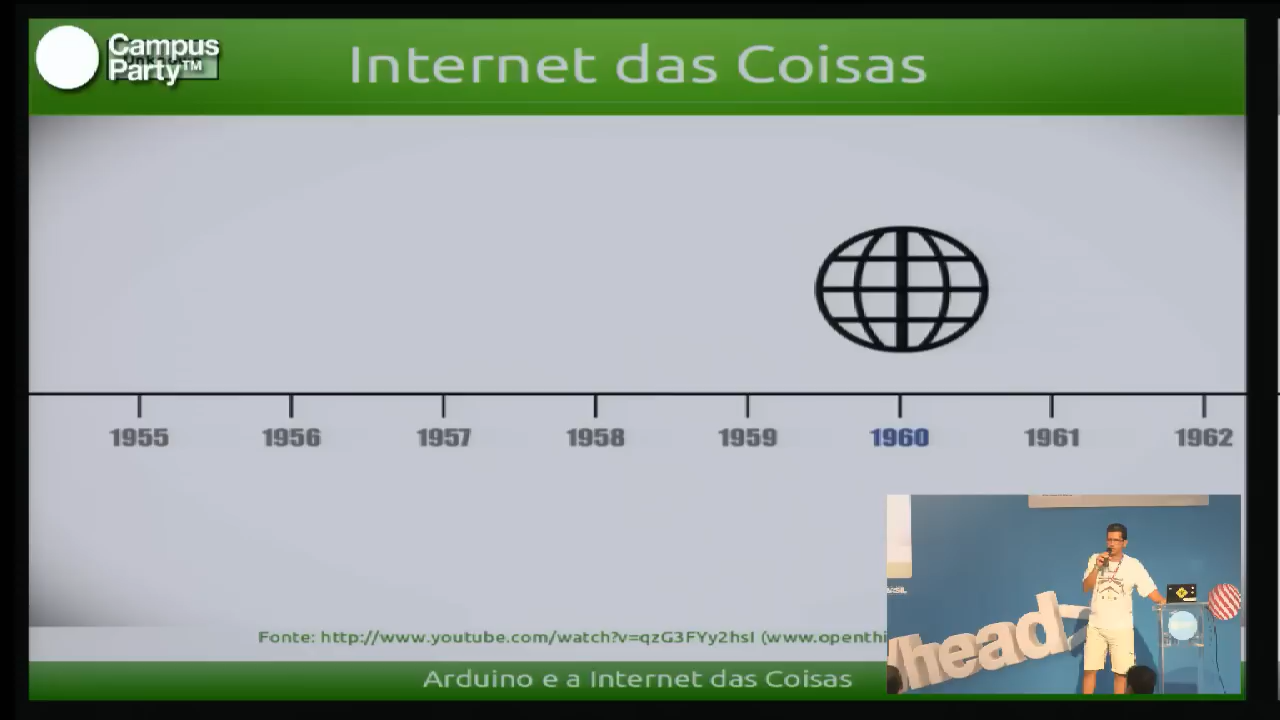 Campus
Party™
Internet das Coisas
1955 1956 1957 1958 1959 1960 1961 1962
Fonte: http://www.youtube.com/watch?v=qzG3FYy2hsI (www.openthi
Arduino e a Internet das Coisas
head